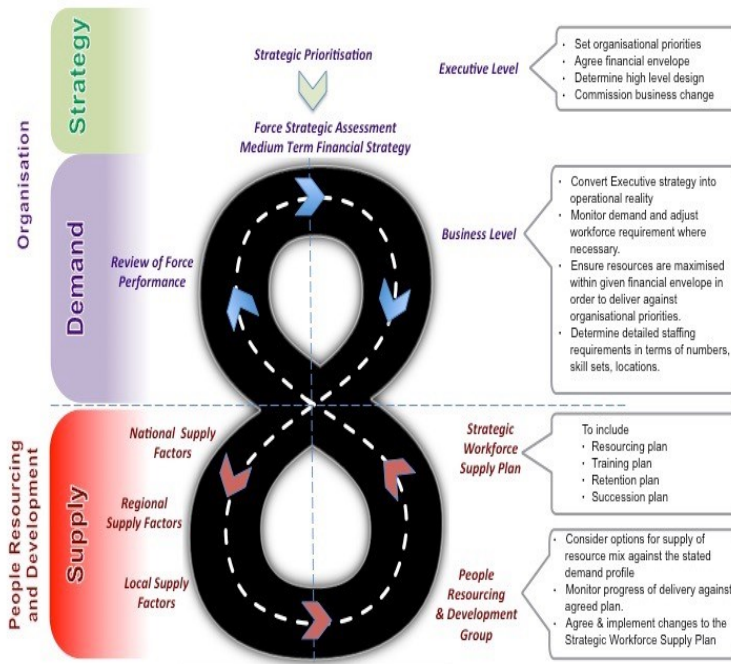 Organisation
Strategy
Strategic Prioritisation
Force Strategic Assessment
Medium Term Financial Strategy
Executive Level
· Set organisational priorities
· Agree financial envelope
· Determine high level design
· Commission business change
Demand
Review of Force
Performance
Business Level
· Convert Executive strategy into
operational reality
· Monitor demand and adjust
workforce requirement where
necessary.
· Ensure resources are maximised
within given financial envelope in
order to deliver against
organisational priorities.
· Determine detailed staffing
requirements in terms of numbers,
skill sets, locations.
People Resourcing
and Development
Supply
National Supply
Factors
Regional
Supply Factors
Local Supply
Factors
Strategic
Workforce
Supply Plan
To include
· Resourcing plan
· Training plan
· Retention plan
· Succession plan
People
Resourcing
& Development
Group
· Consider options for supply of
resource mix against the stated
demand profile
· Monitor progress of delivery against
agreed plan.
· Agree & implement changes to the
Strategic Workforce Supply Plan